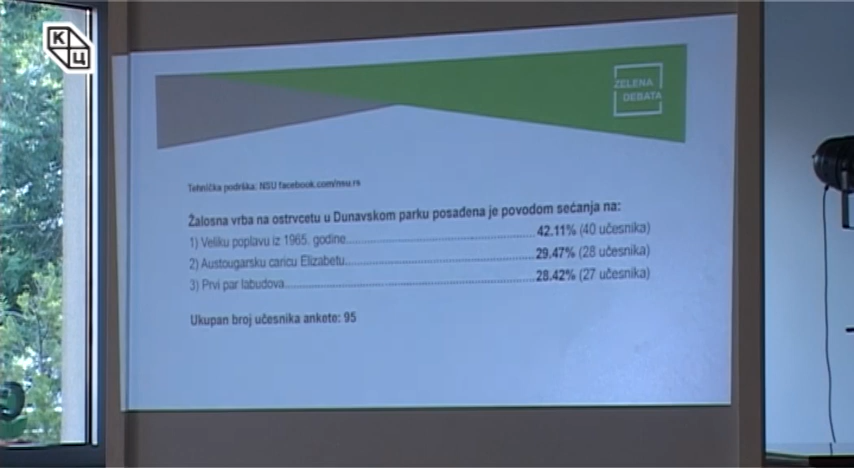 К
Ц
ZELENA
DEBATA
Tehnička podrška: NSU facebook.com/nsu.rs
Žalosna vrba na ostrvcetu u Dunavskom parku posađena je povodom sećanja na:
1) Veliku poplavu iz 1965. godine..........42.11% (40 učesnika)
2) Austougarsku caricu Elizabetu..........29.47% (28 učesnika)
3) Prvi par labudova..........28.42% (27 učesnika)
Ukupan broj učesnika ankete: 95